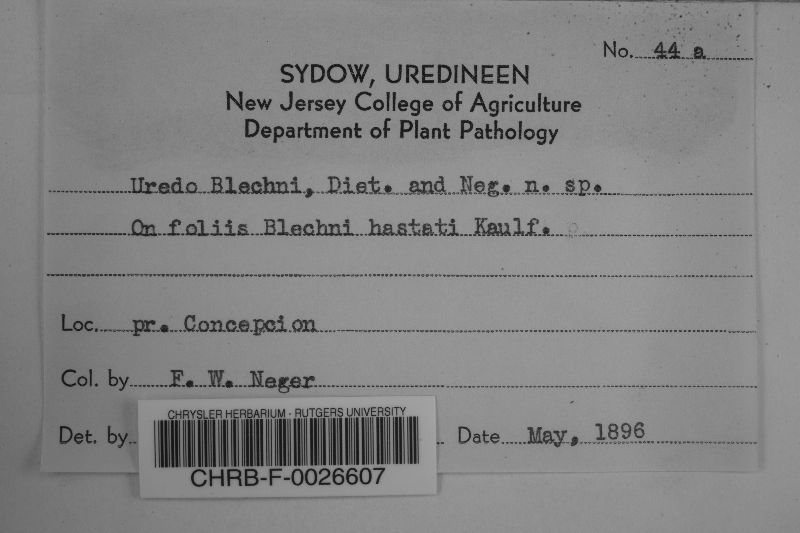 No. 44 a
SYDOW, UREDINEEN
New Jersey College of Agriculture
Department of Plant Pathology
Uredo Blechni, Diet. and Neg. n. sp.
On foliis Blechni hastati Kaulf.
Loc. pr. Concepcion
Col. by F. W. Neger
Det. by
Date May, 1896
CHRYSLER HERBARIUM - RUTGERS UNIVERSITY
CHRB-F-0026607